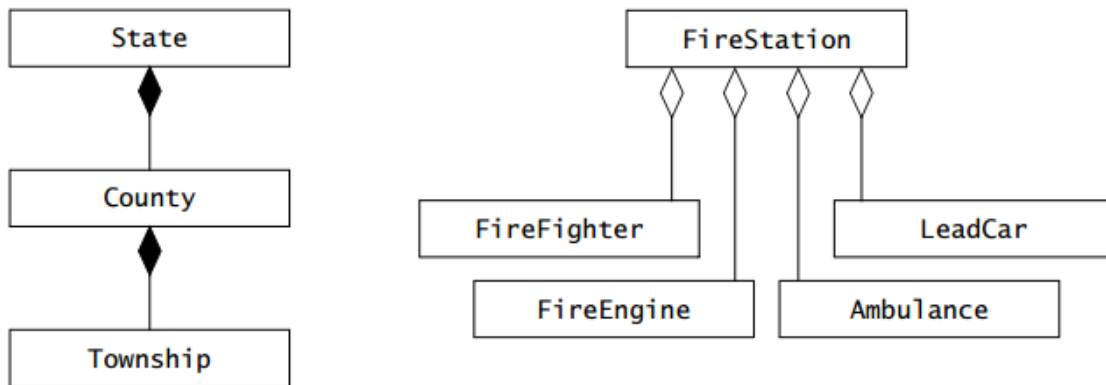 State
FireStation
County
FireFighter
LeadCar
FireEngine
Ambulance
Township